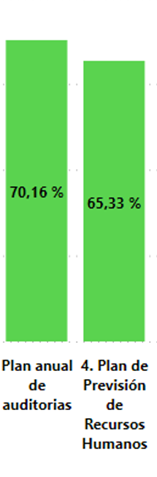 70,16 %
65,33 %
Plan anual
de
auditorias
4. Plan de
Previsión
de
Recursos
Humanos